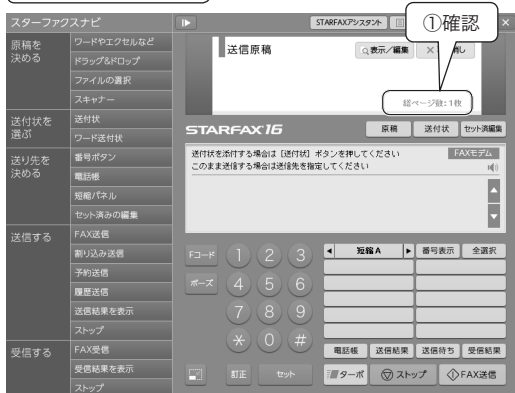 スターファクスナビ
STARFAXアシスタント
×
①確認
原稿を
決める
ワードやエクセルなど
ドラッグ&ドロップ
ファイルの選択
スキャナー
送付状を
選ぶ
送付状
ワード送付状
送り先を
決める
番号ボタン
電話帳
短縮パネル
セット済みの編集
送信する
FAX送信
割り込み送信
予約送信
履歴送信
送信結果を表示
ストップ
受信する
FAX受信
受信結果を表示
ストップ
送信原稿
表示/編集
×
総ページ数:1枚
STARFAX'16
原稿
送付状
セット済編集
送付状を添付する場合は [送付状] ボタンを押してください
このまま送信する場合は送信先を指定してください
FAXモデム
Fコード
1
2
3
ポーズ
4
5
6
7
8
9
*
0
#
訂正
セット
短縮A
番号表示
全選択
電話帳
送信結果
送信待ち
受信結果
ターボ
ストップ
FAX送信